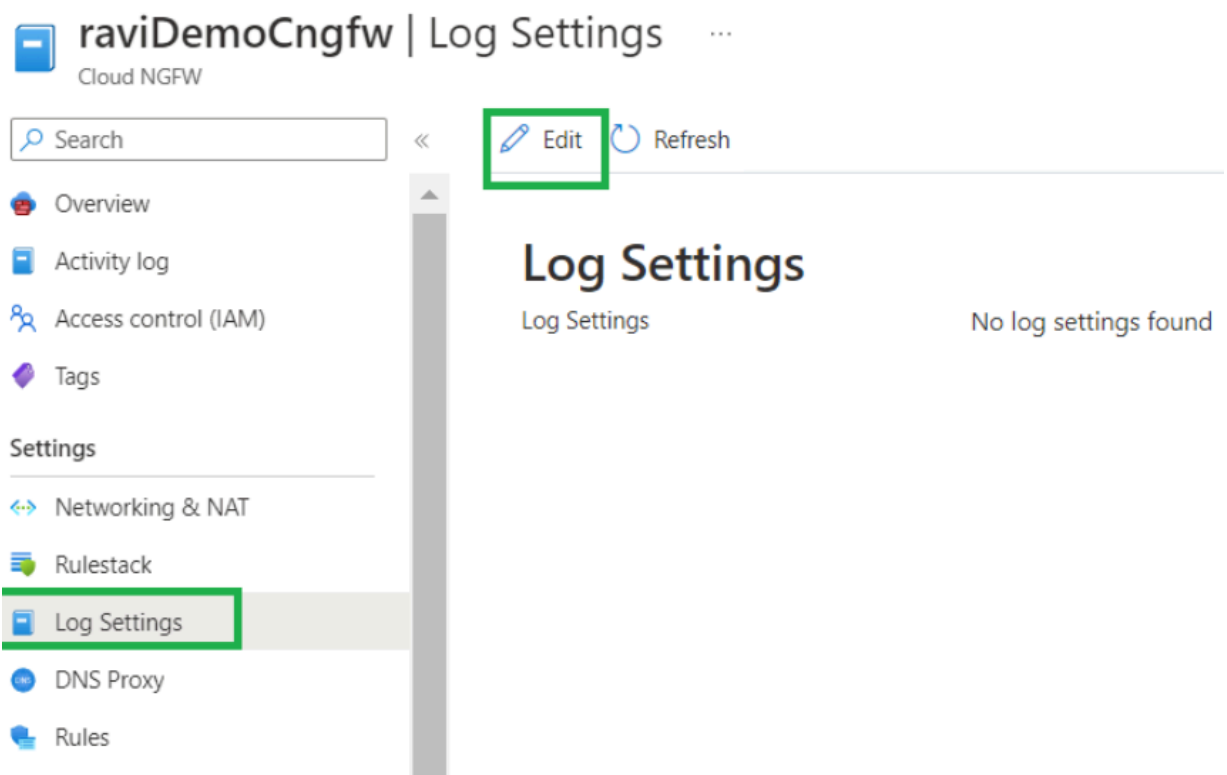 raviDemoCngfw | Log Settings ...
Cloud NGFW
Search
«
Edit
Refresh
Overview
Activity log
Access control (IAM)
Tags
Settings
Networking & NAT
Rulestack
Log Settings
DNS Proxy
Rules
Log Settings
Log Settings
No log settings found